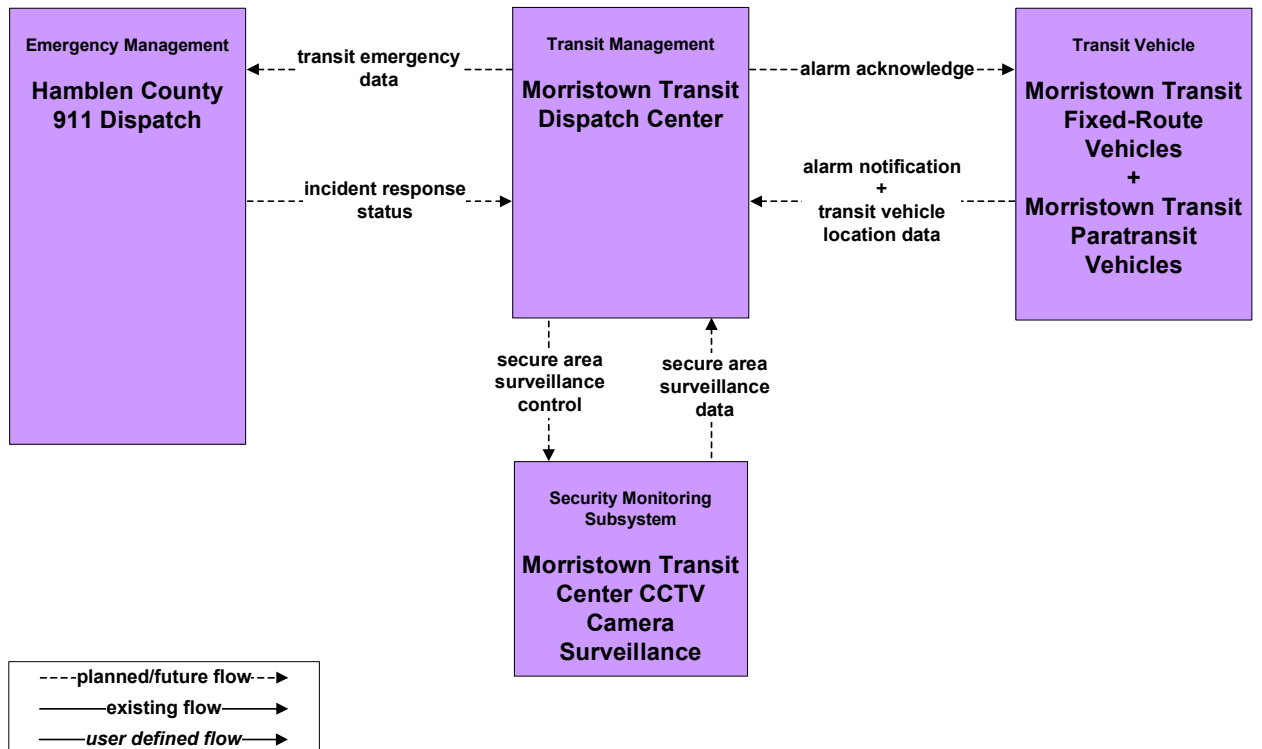 Emergency Management
Hamblen County
911 Dispatch
transit emergency
data
incident response
status
Transit Management
Morristown Transit
Dispatch Center
alarm acknowledge
alarm notification
+
transit vehicle
location data
Transit Vehicle
Morristown Transit
Fixed-Route
Vehicles
+
Morristown Transit
Paratransit
Vehicles
secure area
surveillance
control
secure area
surveillance
data
Security Monitoring
Subsystem
Morristown Transit
Center CCTV
Camera
Surveillance
planned/future flow
existing flow
user defined flow